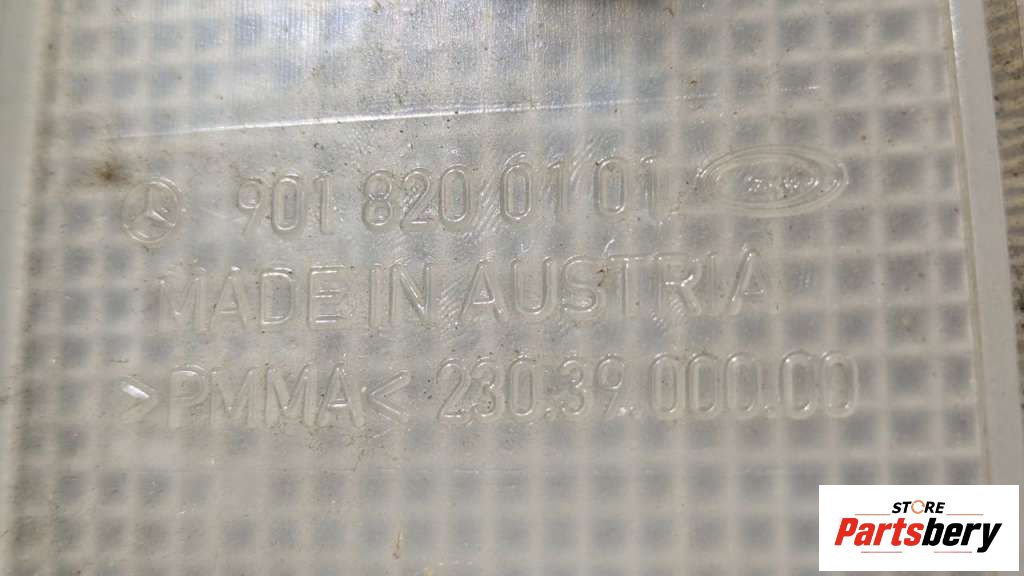 901 820 01 01
MADE IN AUSTRIA
>PMMA< 230.39.000.00
STORE
Partsbery